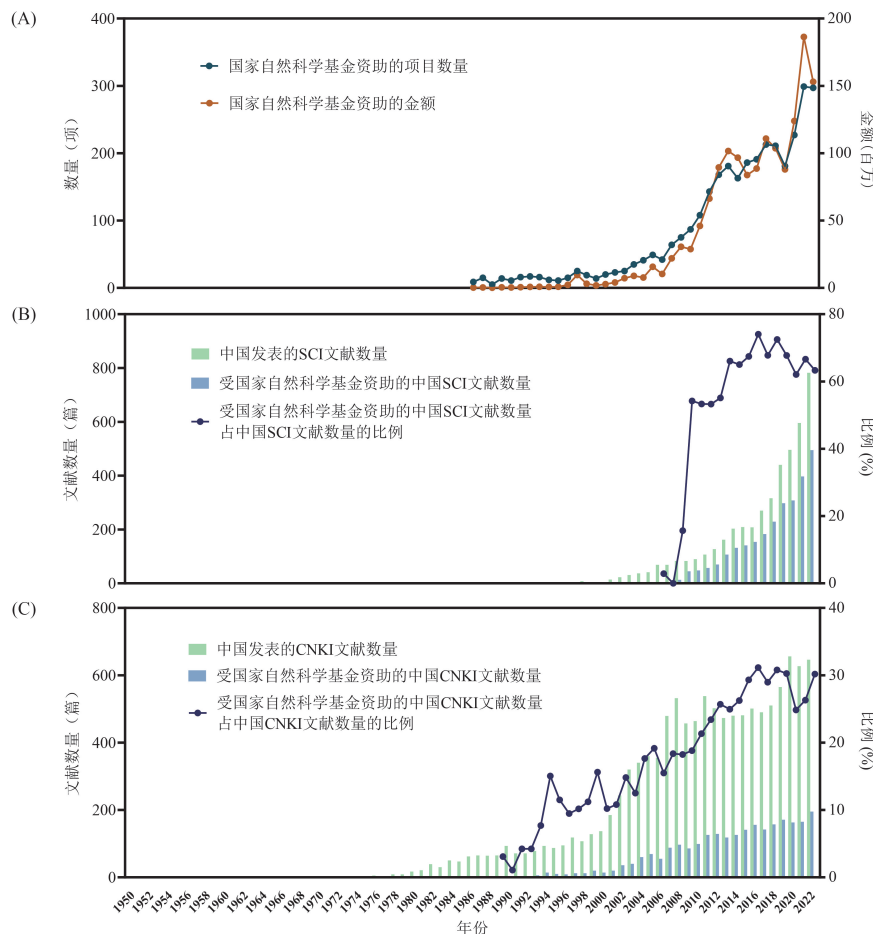 (A)
400
300
200
100
0
数量（项）
200
150
100
50
0
金额(百万)
国家自然科学基金资助的项目数量
国家自然科学基金资助的金额
(B)
1000
800
600
400
200
0
文献数量（篇）
80
60
40
20
0
比例(%)
中国发表的SCI文献数量
受国家自然科学基金资助的中国SCI文献数量
受国家自然科学基金资助的中国SCI文献数量
占中国SCI文献数量的比例
(C)
800
600
400
200
0
文献数量（篇）
40
30
20
10
0
比例(%)
中国发表的CNKI文献数量
受国家自然科学基金资助的中国CNKI文献数量
受国家自然科学基金资助的中国CNKI文献数量
占中国CNKI文献数量的比例
1950 1952 1954 1956 1958 1960 1962 1964 1966 1968 1970 1972 1974 1976 1978 1980 1982 1984 1986 1988 1990 1992 1994 1996 1998 2000 2002 2004 2006 2008 2010 2012 2014 2016 2018 2020 2022
年份